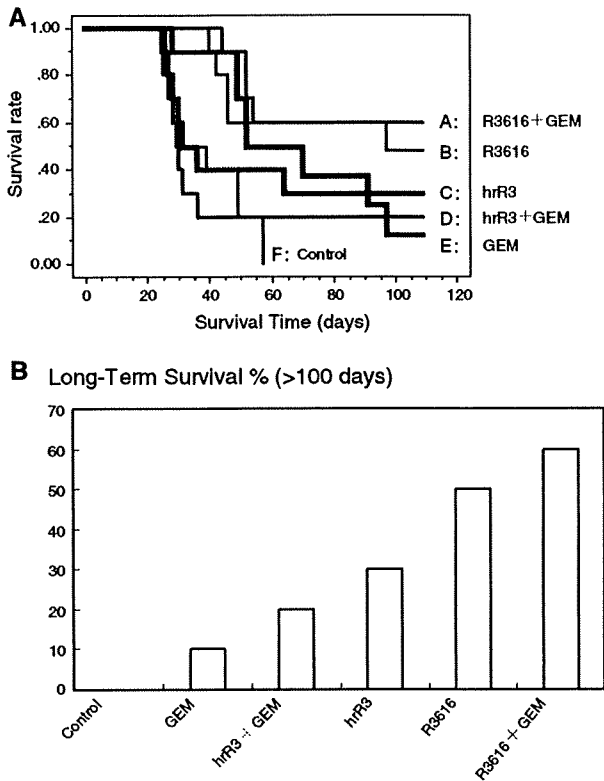 A
1.00
.80
.60
.40
.20
0.00
Survival rate
0
20
40
60
80
100
120
Survival Time (days)
A: R3616+GEM
B: R3616
C: hrR3
D: hrR3+GEM
E: GEM
F: Control
B Long-Term Survival % (>100 days)
70
60
50
40
30
20
10
0
Control
GEM
hrR3 + GEM
hrR3
R3616
R3616 + GEM